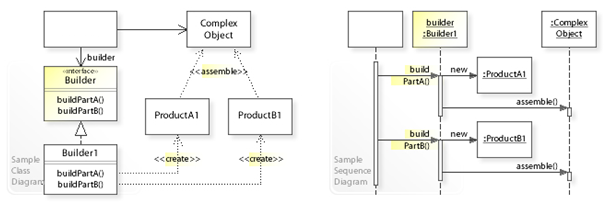 Complex
Object
builder
<<assemble>>
«interface»
Builder
buildPartA()
buildPartB()
ProductA1
ProductB1
Builder1
buildPartA()
buildPartB()
<<create>>
<<create>>
Sample
Class
Diagram
builder
:Builder1
:Complex
Object
build
PartA()
new
:ProductA1
assemble()
build
PartB()
new
:ProductB1
assemble()
Sample
Sequence
Diagram